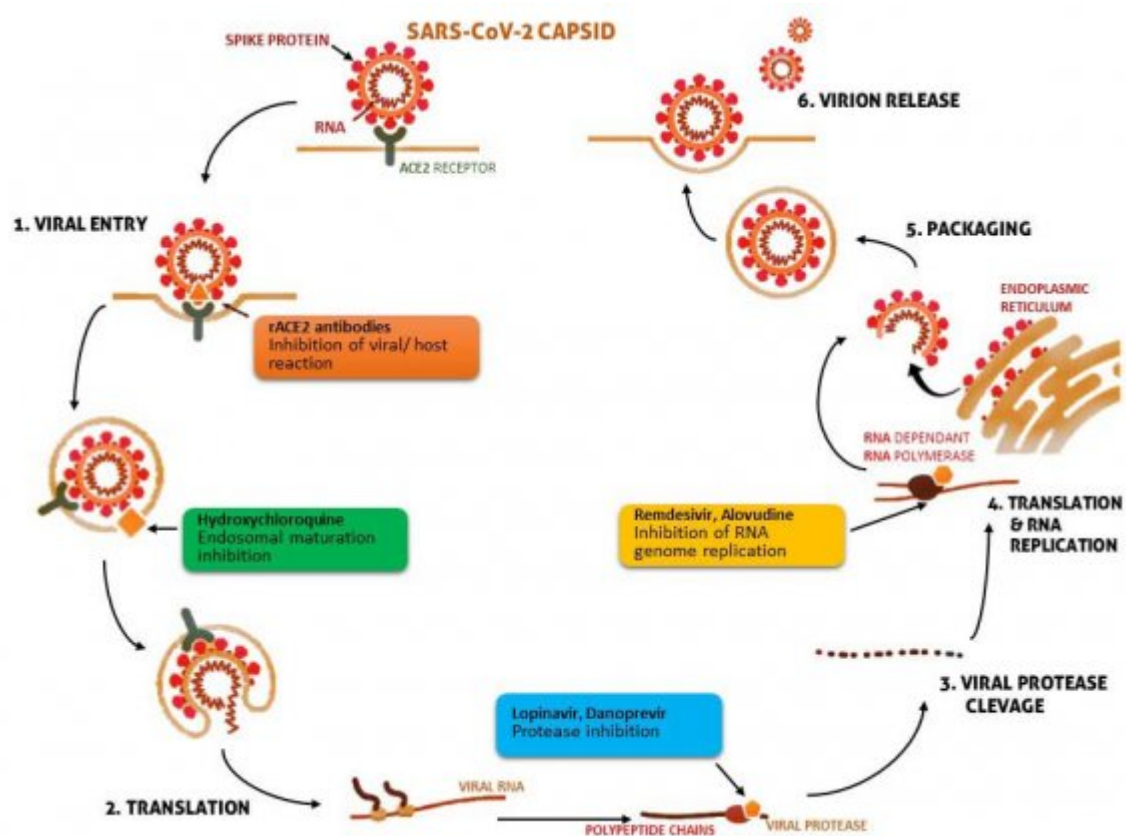 SARS-CoV-2 CAPSID
SPIKE PROTEIN
RNA
ACE2 RECEPTOR
1. VIRAL ENTRY
rACE2 antibodies
Inhibition of viral/ host
reaction
Hydroxychloroquine
Endosomal maturation
inhibition
2. TRANSLATION
VIRAL RNA
POLYPEPTIDE CHAINS
VIRAL PROTEASE
Lopinavir, Danoprevir
Protease inhibition
3. VIRAL PROTEASE
CLEVAGE
4. TRANSLATION
& RNA
REPLICATION
RNA DEPENDANT
RNA POLYMERASE
Remdesivir, Alovudine
Inhibition of RNA
genome replication
ENDOPLASMIC
RETICULUM
5. PACKAGING
6. VIRION RELEASE